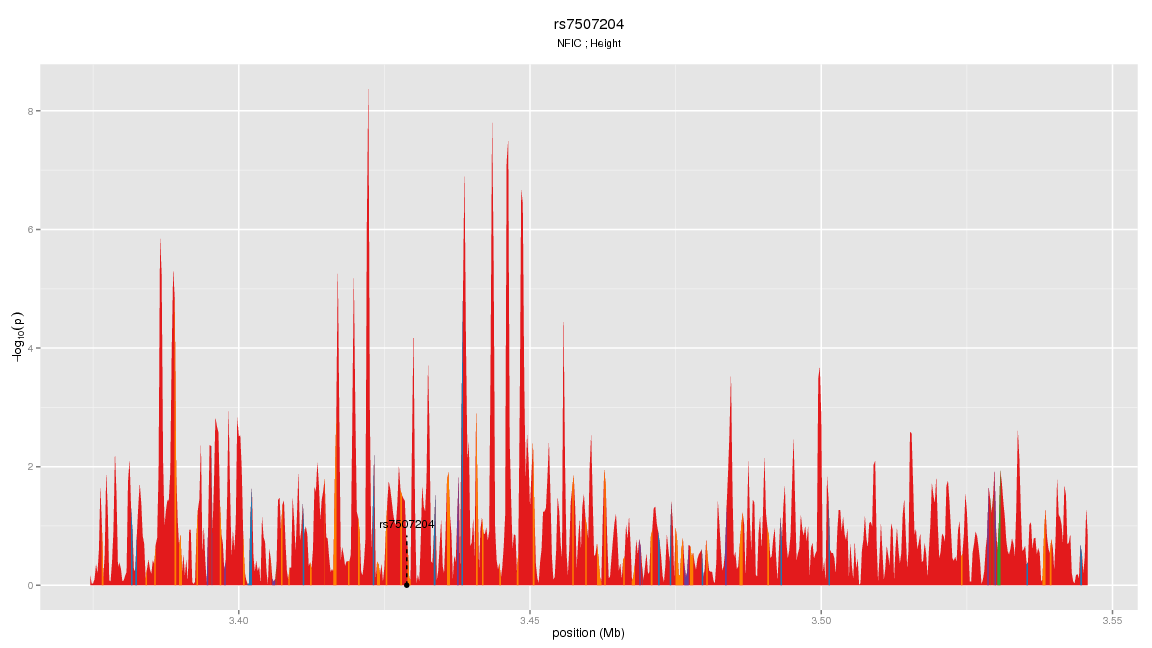 rs7507204
NFIC ; Height
8
6
4
2
0
−log10(p)
rs7507204
3.40
3.45
3.50
3.55
position (Mb)